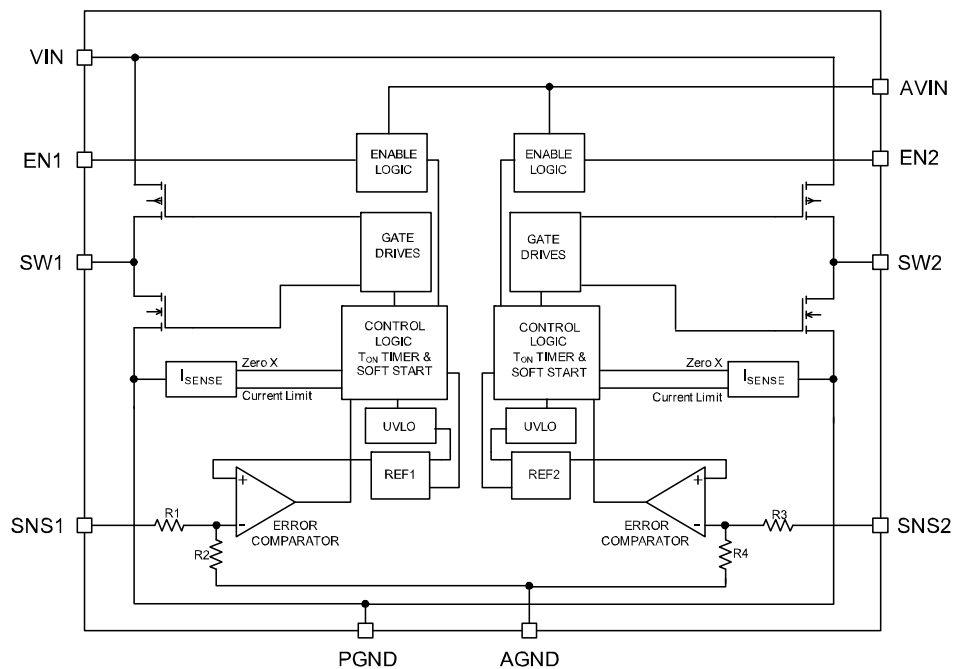 VIN
AVIN
EN1
ENABLE
LOGIC
ENABLE
LOGIC
EN2
GATE
DRIVES
GATE
DRIVES
SW1
SW2
CONTROL
LOGIC
TON TIMER &
SOFT START
CONTROL
LOGIC
TON TIMER &
SOFT START
ISENSE
Zero X
Current Limit
Zero X
Current Limit
ISENSE
UVLO
UVLO
REF1
REF2
+
-
+
-
SNS1
R1
R2
ERROR
COMPARATOR
ERROR
COMPARATOR
R3
R4
SNS2
PGND
AGND